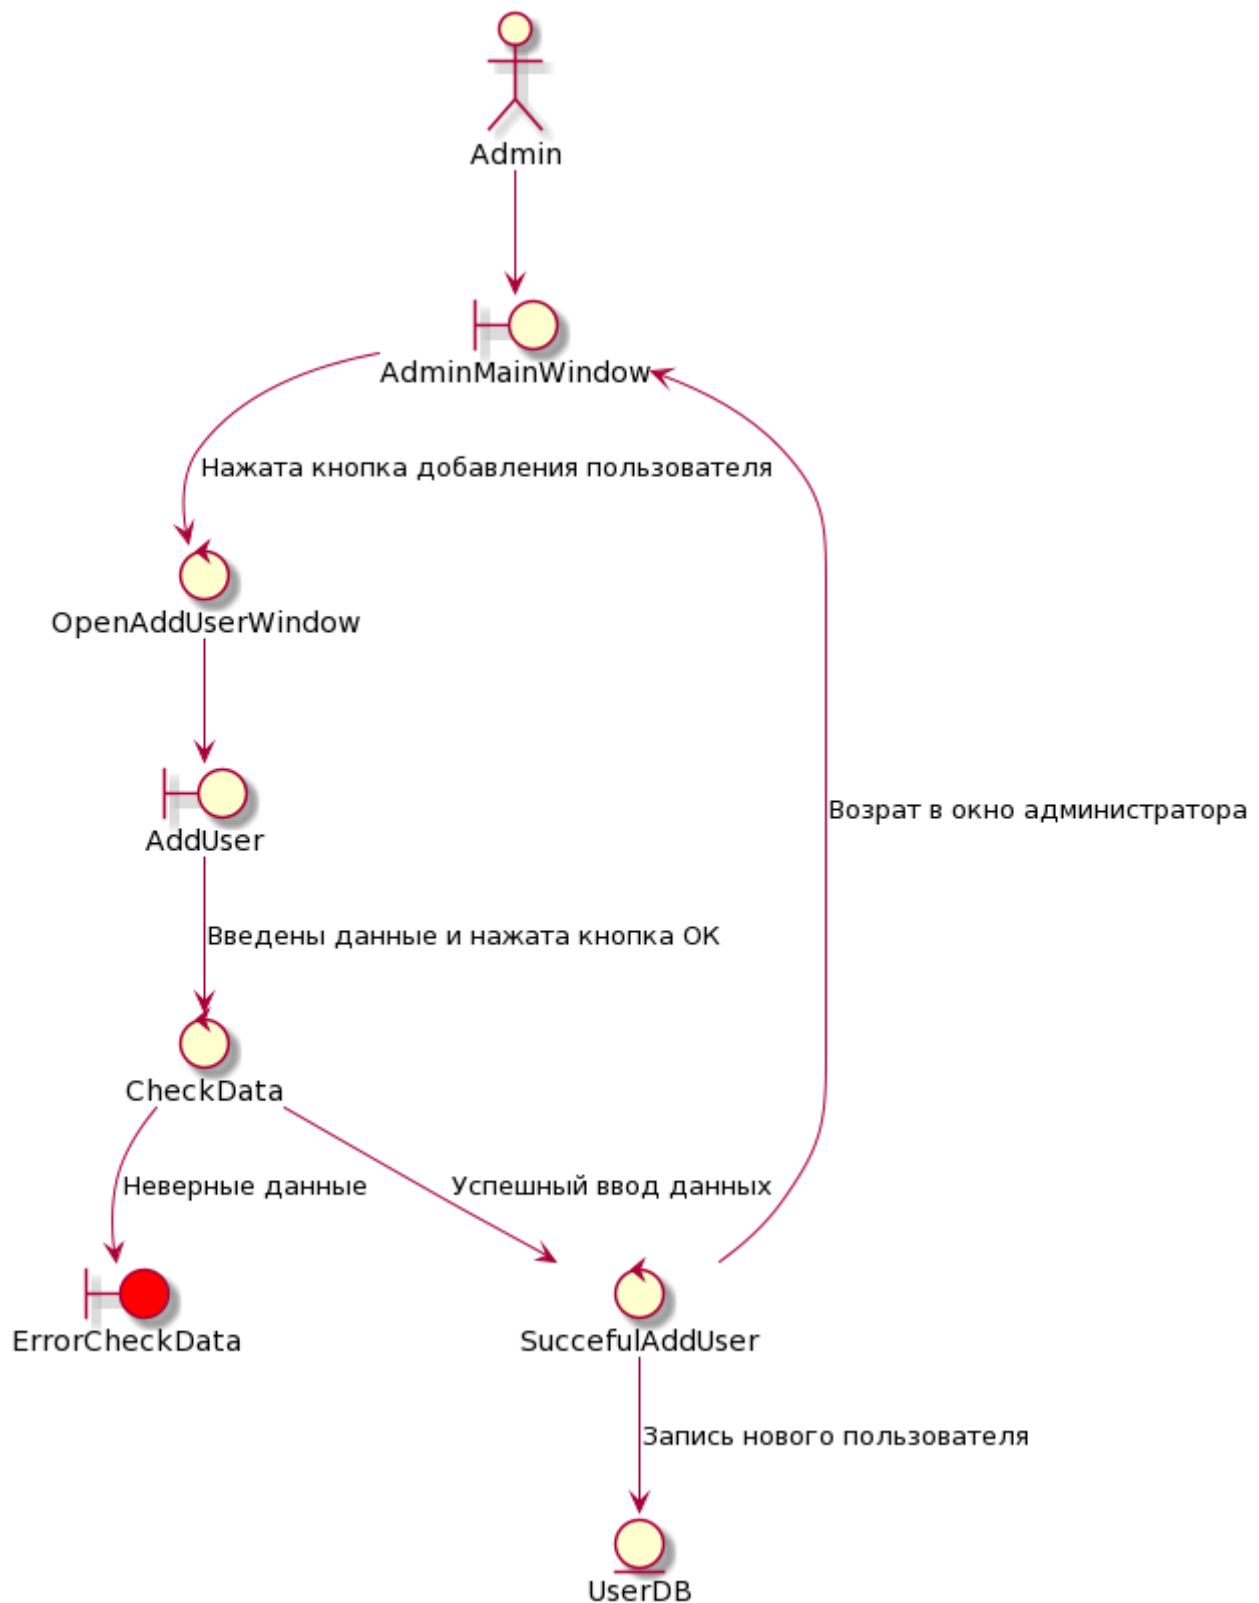 Admin
AdminMainWindow
Нажата кнопка добавления пользователя
OpenAddUserWindow
AddUser
Возрат в окно администратора
Введены данные и нажата кнопка ОК
CheckData
Неверные данные
Успешный ввод данных
ErrorCheckData
SuccefulAddUser
Запись нового пользователя
UserDB